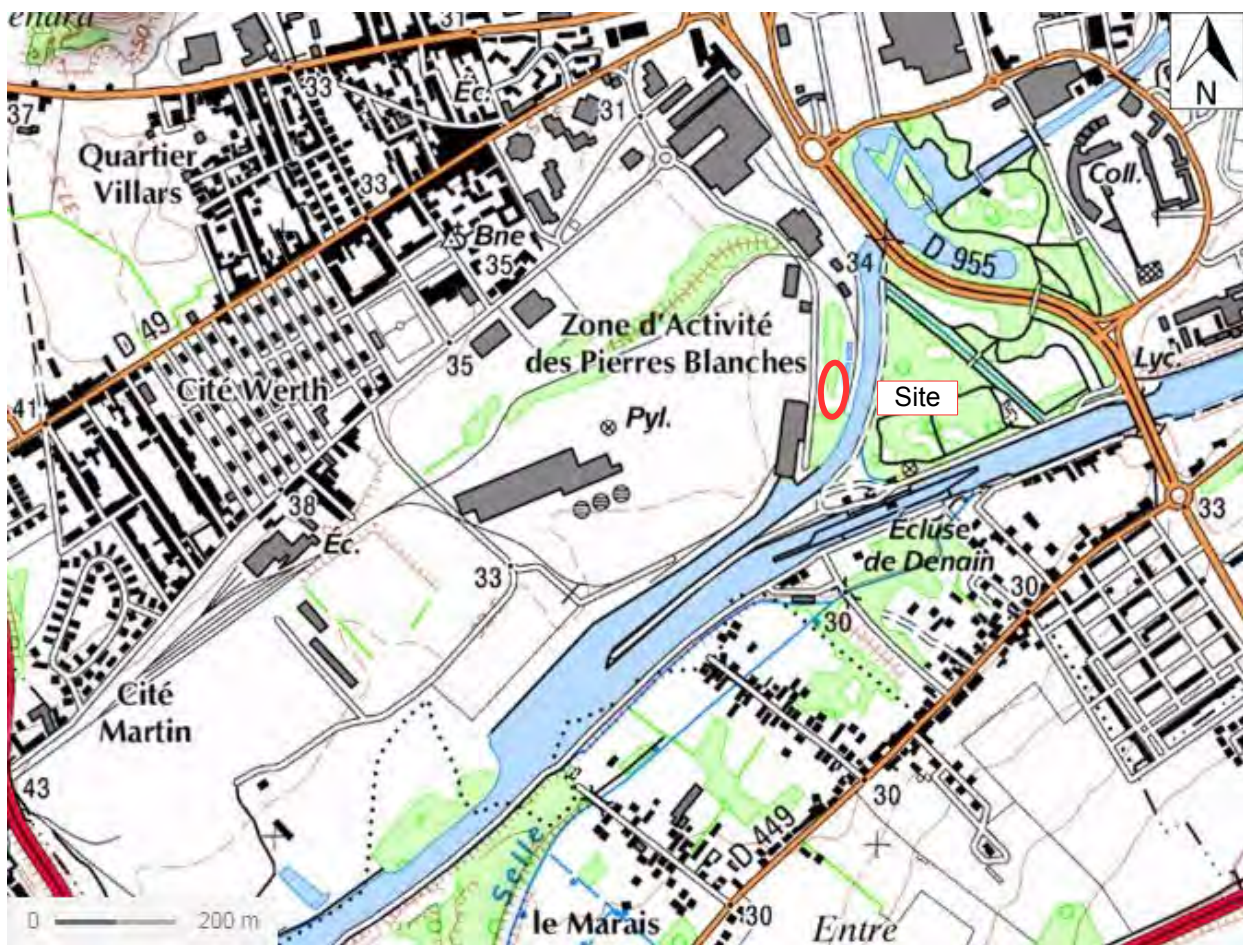 enard
31
N
37
33
Éc.
31
Quartier
Villars
33
Coll.
Bne
35
34
D 955
Zone d'Activité
des Pierres Blanches
D 49
35
Lyc.
Cité Werth
Site
41
Pyl.
38
33
Éc.
Écluse
de Denain
33
30
30
Cité
Martin
43
30
D 449
Selle
0 200 m
le Marais
30
Entre